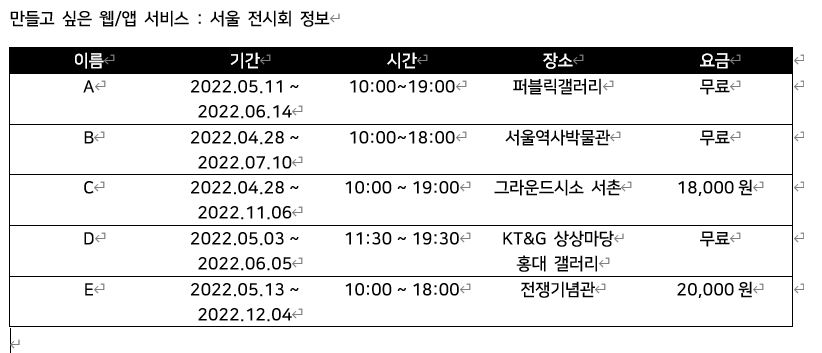 만들고 싶은 웹/앱 서비스 : 서울 전시회 정보
이름 기간 시간 장소 요금
A 2022.05.11 ~ 10:00~19:00 퍼블릭갤러리 무료
2022.06.14
B 2022.04.28 ~ 10:00~18:00 서울역사박물관 무료
2022.07.10
C 2022.04.28 ~ 10:00 ~ 19:00 그라운드시소 서촌 18,000원
2022.11.06
D 2022.05.03 ~ 11:30 ~ 19:30 KT&G 상상마당 무료
2022.06.05 홍대 갤러리
E 2022.05.13 ~ 10:00 ~ 18:00 전쟁기념관 20,000원
2022.12.04